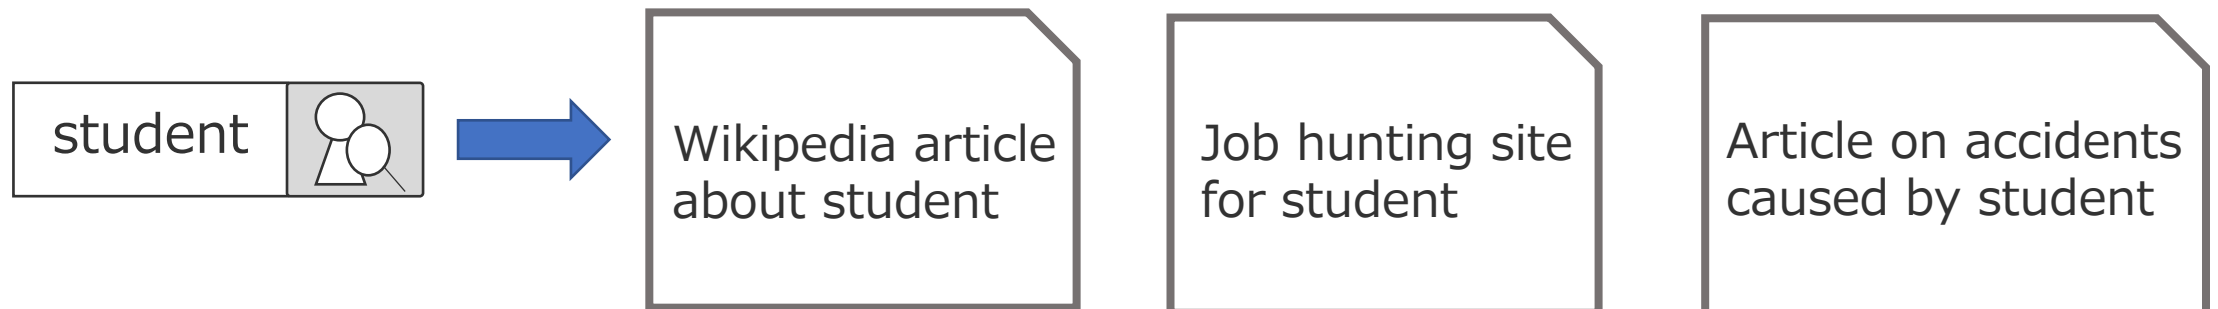 student
Wikipedia article
about student
Job hunting site
for student
Article on accidents
caused by student